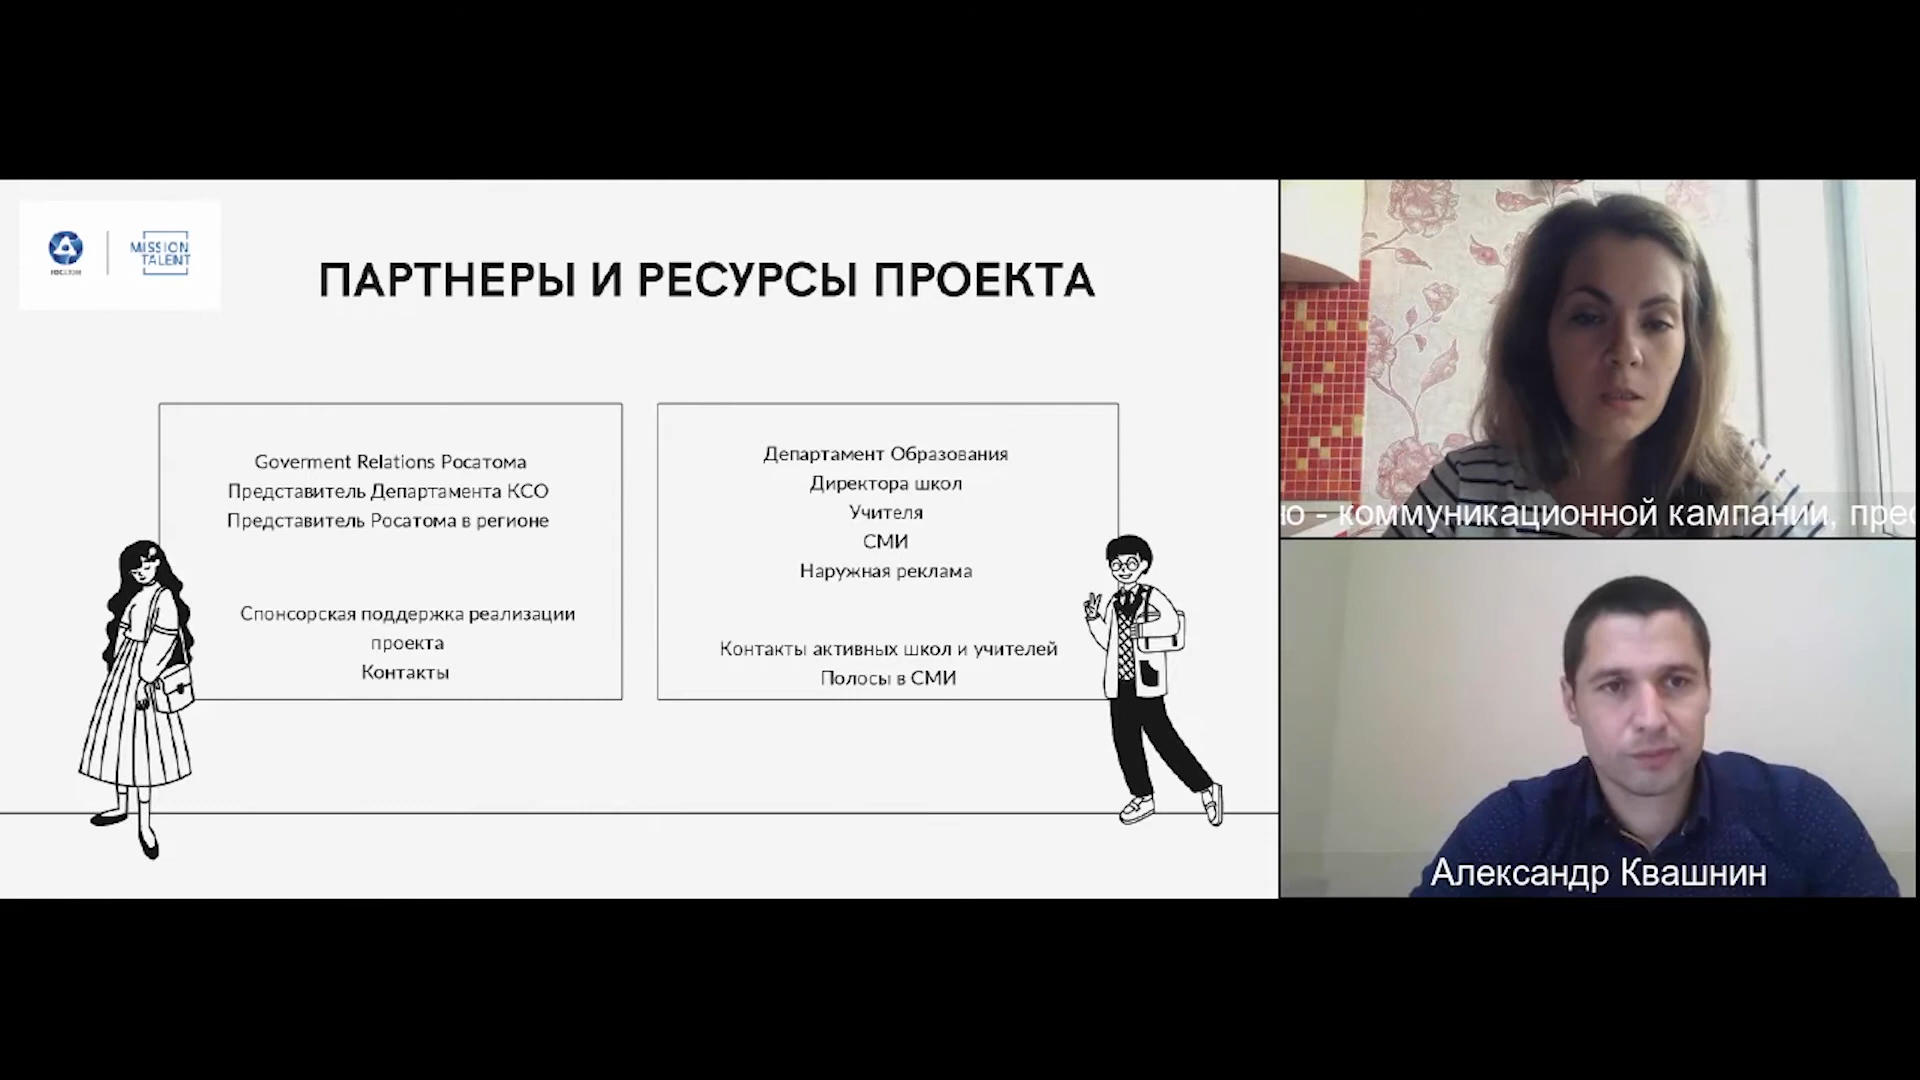 РОСАТОМ
MISSION
TALENT
ПАРТНЕРЫ И РЕСУРСЫ ПРОЕКТА
Goverment Relations Росатома
Представитель Департамента КСО
Представитель Росатома в регионе
Спонсорская поддержка реализации
проекта
Контакты
Департамент Образования
Директора школ
Учителя
СМИ
Наружная реклама
Контакты активных школ и учителей
Полосы в СМИ
- коммуникационной кампании,
Александр Квашнин